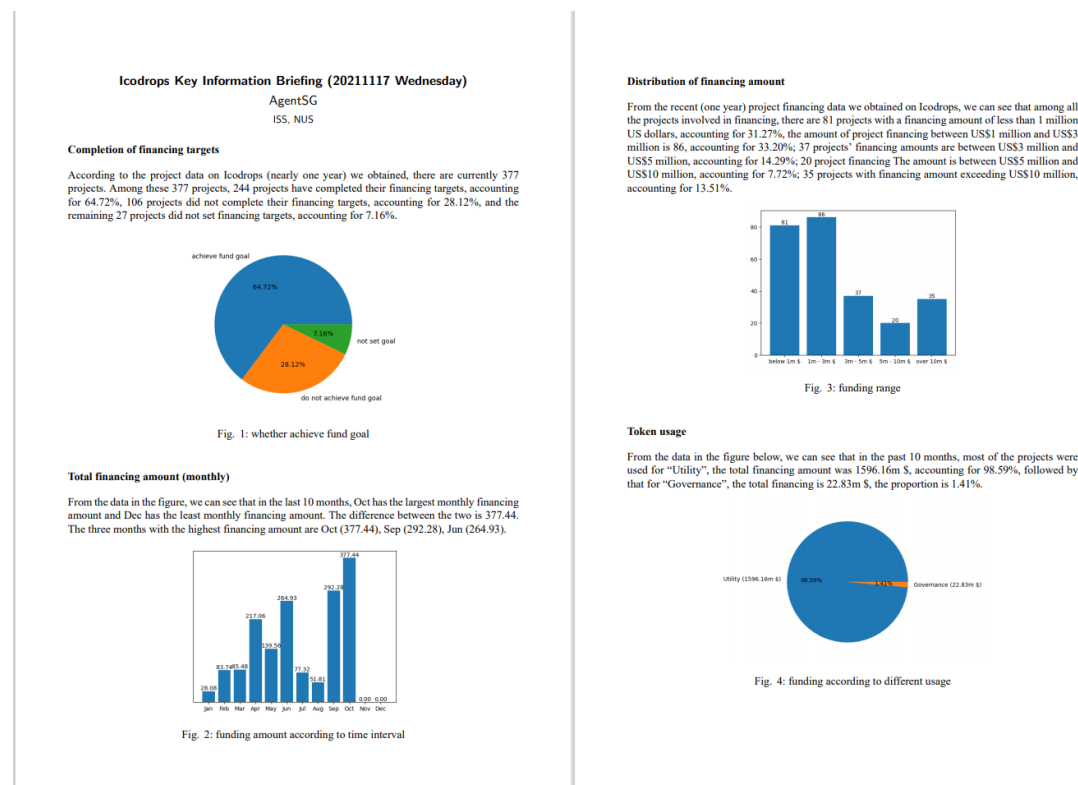 Icodrops Key Information Briefing (20211117 Wednesday)
AgentSG
ISS, NUS
Completion of financing targets
According to the project data on Icodrops (nearly one year) we obtained, there are currently 377
projects. Among these 377 projects, 244 projects have completed their financing targets, accounting
for 64.72%, 106 projects did not complete their financing targets, accounting for 28.12%, and the
remaining 27 projects did not set financing targets, accounting for 7.16%.
achieve fund goal
64.72%
7.16%
not set goal
28.12%
do not achieve fund goal
Fig. 1: whether achieve fund goal
Total financing amount (monthly)
From the data in the figure, we can see that in the last 10 months, Oct has the largest monthly financing
amount and Dec has the least monthly financing amount. The difference between the two is 377.44.
The three months with the highest financing amount are Oct (377.44), Sep (292.28), Jun (264.93).
377.44
292.28
264.93
217.06
139.56
83.74 85.48
77.32
51.81
28.08
0.00 0.00
Jan Feb Mar Apr May Jun Jul Aug Sep Oct Nov Dec
Fig. 2: funding amount according to time interval
Distribution of financing amount
From the recent (one year) project financing data we obtained on Icodrops, we can see that among all
the projects involved in financing, there are 81 projects with a financing amount of less than 1 million
US dollars, accounting for 31.27%, the amount of project financing between US$1 million and US$3
million is 86, accounting for 33.20%; 37 projects' financing amounts are between US$3 million and
US$5 million, accounting for 14.29%; 20 project financing The amount is between US$5 million and
US$10 million, accounting for 7.72%; 35 projects with financing amount exceeding US$10 million,
accounting for 13.51%.
86
81
80
60
40
37
35
20
20
0
below 1m $ 1m - 3m $ 3m - 5m $ 5m - 10m $ over 10m $
Fig. 3: funding range
Token usage
From the data in the figure below, we can see that in the past 10 months, most of the projects were
used for “Utility”, the total financing amount was 1596.16m $, accounting for 98.59%, followed by
that for “Governance”, the total financing is 22.83m $, the proportion is 1.41%.
Utility (1596.16m $)
98.59%
1.41%
Governance (22.83m $)
Fig. 4: funding according to different usage